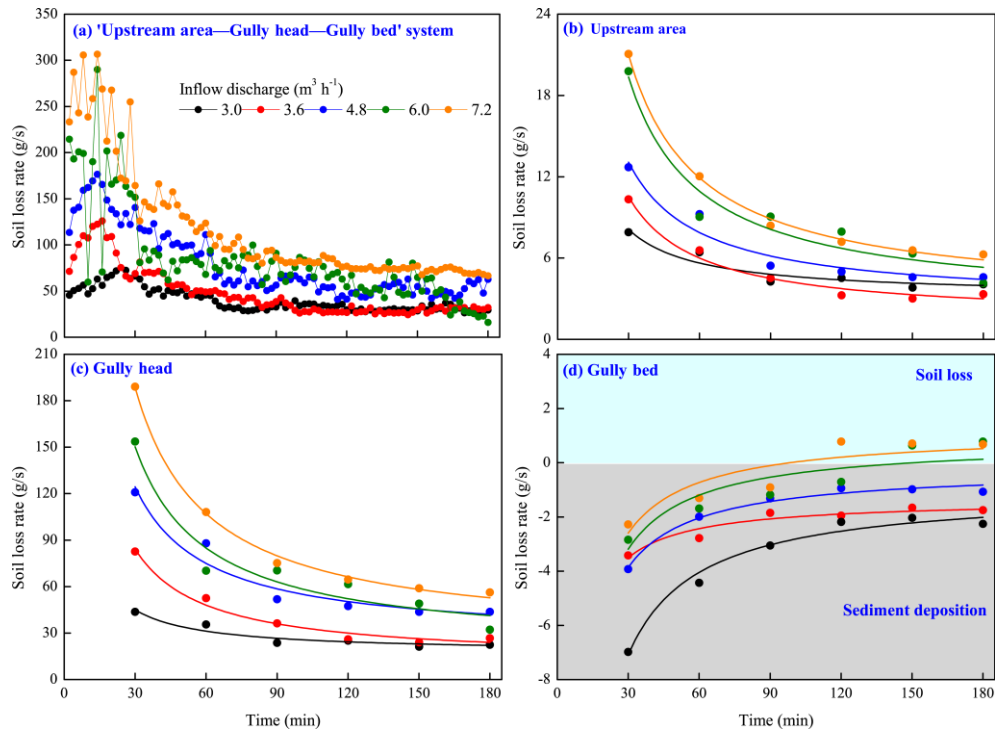 (a) 'Upstream area—Gully head—Gully bed' system
Inflow discharge (m³ h⁻¹)
3.0 3.6 4.8 6.0 7.2
Soil loss rate (g/s)
350
300
250
200
150
100
50
0
(b) Upstream area
Soil loss rate (g/s)
24
18
12
6
0
(c) Gully head
Soil loss rate (g/s)
210
180
150
120
90
60
30
0
0 30 60 90 120 150 180
Time (min)
(d) Gully bed
Soil loss
Sediment deposition
Soil loss rate (g/s)
4
2
0
-2
-4
-6
-8
0 30 60 90 120 150 180
Time (min)